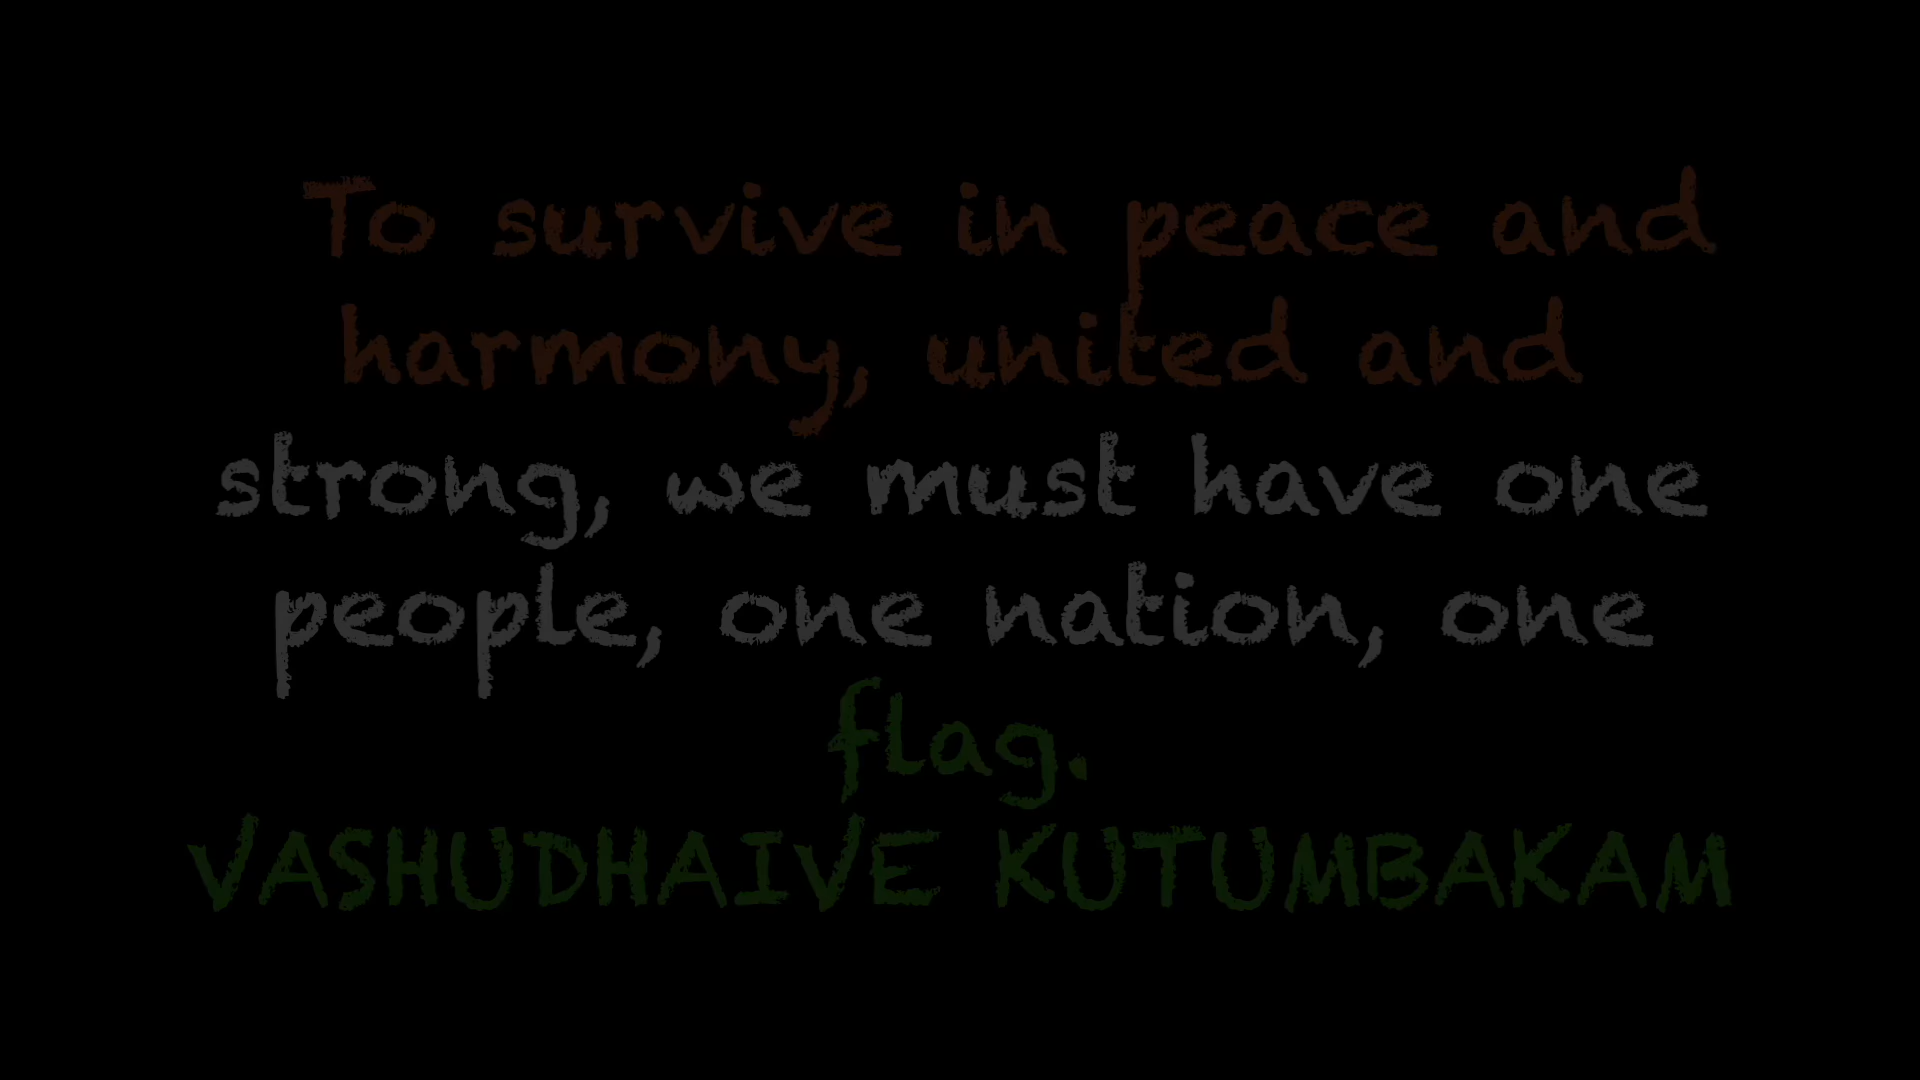 To survive in peace and
harmony, united and
strong, we must have one
people, one nation, one
flag.
VASHUDHAIVE KUTUMBAKAM